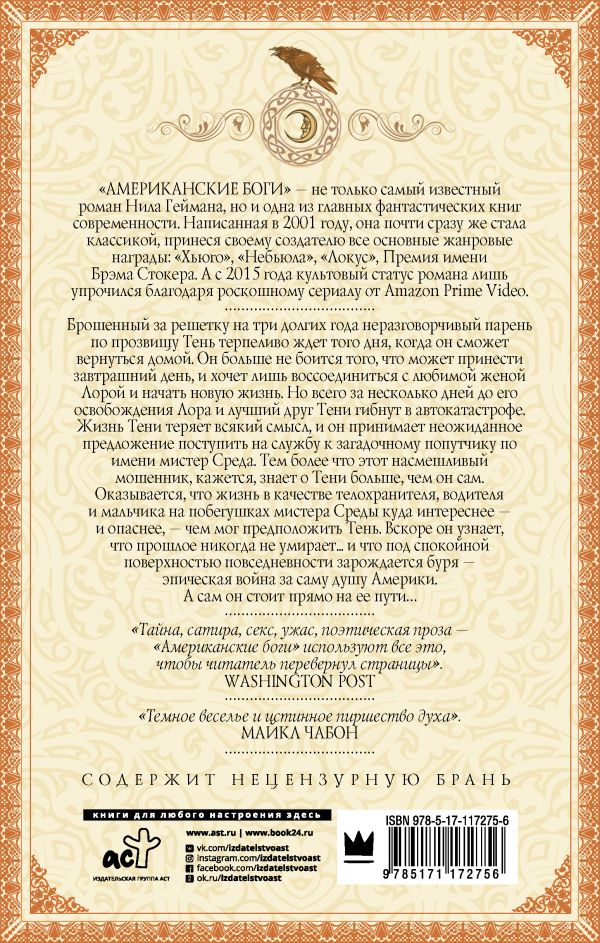 «АМЕРИКАНСКИЕ БОГИ» — не только самый известный
роман Нила Геймана, но и одна из главных фантастических книг
современности. Написанная в 2001 году, она почти сразу же стала
классикой, принеся своему создателю все основные жанровые
награды: «Хьюго», «Небьюла», «Локус», Премия имени
Брэма Стокера. А с 2015 года культовый статус романа лишь
упрочился благодаря роскошному сериалу от Amazon Prime Video.
Брошенный за решетку на три долгих года неразговорчивый парень
по прозвищу Тень терпеливо ждет того дня, когда он сможет
вернуться домой. Он больше не боится того, что может принести
завтрашний день, и хочет лишь воссоединиться с любимой женой
Лорой и начать новую жизнь. Но всего за несколько дней до его
освобождения Лора и лучший друг Тени гибнут в автокатастрофе.
Жизнь Тени теряет всякий смысл, и он принимает неожиданное
предложение поступить на службу к загадочному попутчику по
имени мистер Среда. Тем более что этот насмешливый
мошенник, кажется, знает о Тени больше, чем он сам.
Оказывается, что жизнь в качестве телохранителя, водителя
и мальчика на побегушках мистера Среды куда интереснее —
и опаснее, — чем мог предположить Тень. Вскоре он узнает,
что прошлое никогда не умирает... и что под спокойной
поверхностью повседневности зарождается буря —
эпическая война за саму душу Америки.
А сам он стоит прямо на ее пути...
«Тайна, сатира, секс, ужас, поэтическая проза —
«Американские боги» используют все это,
чтобы читатель перевернул страницы».
WASHINGTON POST
«Темное веселье и истинное пиршество духа».
МАЙКЛ ЧАБОН
СОДЕРЖИТ НЕЦЕНЗУРНУЮ БРАНЬ
книги для любого настроения здесь
аст
ИЗДАТЕЛЬСКАЯ ГРУППА АСТ
www.ast.ru | www.book24.ru
vk.com/izdatelstvoast
instagram.com/izdatelstvoast
facebook.com/izdatelstvoast
ok.ru/izdatelstvoast
ISBN 978-5-17-117275-6
9 785171 172756